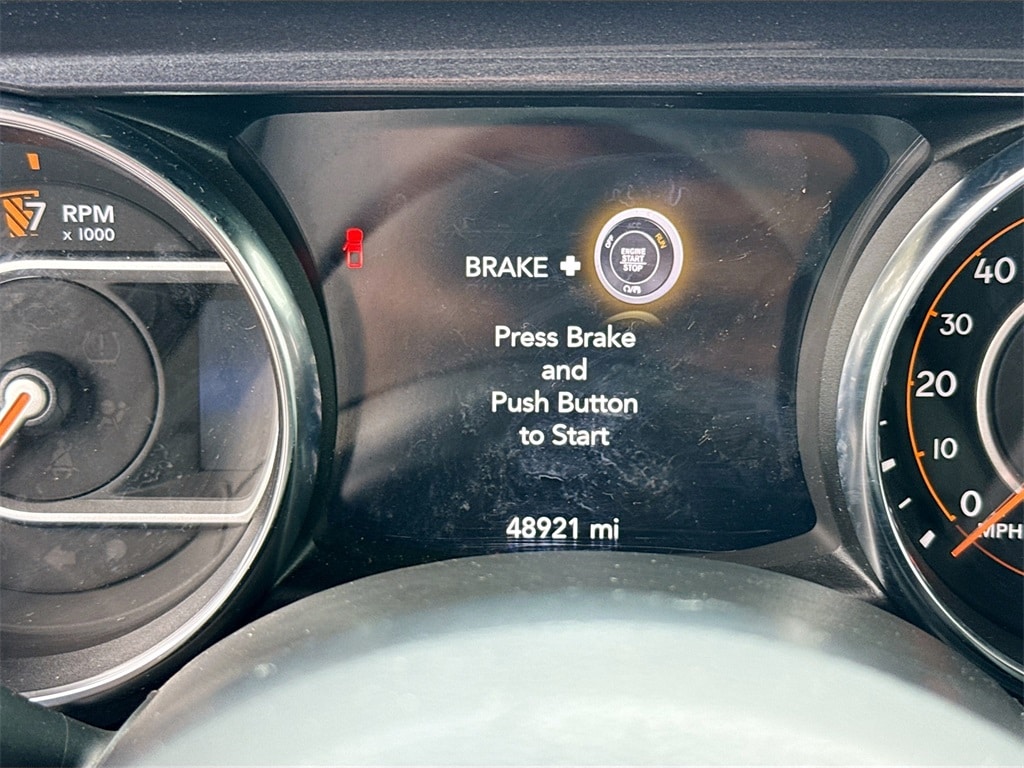 7
RPM
x 1000
BRAKE +
OFF
ACC
RUN
ENGINE
START
STOP
Press Brake
and
Push Button
to Start
48921 mi
40
30
20
10
0
MPH